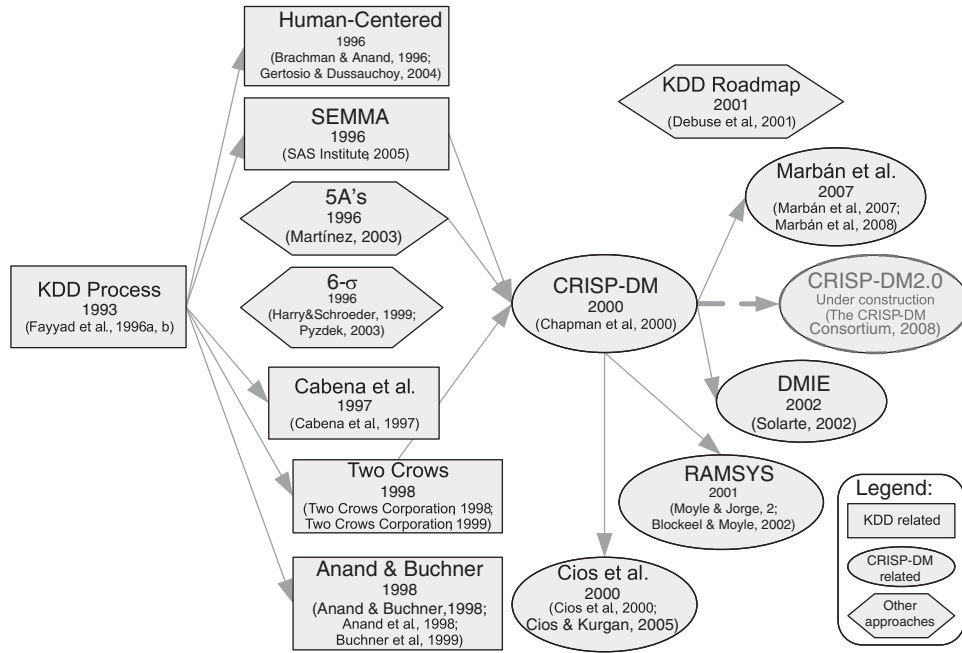 Human-Centered
1996
(Brachman & Anand, 1996;
Gertosio & Dussauchoy, 2004)
SEMMA
1996
(SAS Institute, 2005)
5A's
1996
(Martínez, 2003)
6-σ
1996
(Harry&Schroeder, 1999;
Pyzdek, 2003)
KDD Process
1993
(Fayyad et al., 1996a, b)
Cabena et al.
1997
(Cabena et al, 1997)
Two Crows
1998
(Two Crows Corporation, 1998;
Two Crows Corporation, 1999)
Anand & Buchner
1998
(Anand & Buchner,1998;
Anand et al., 1998;
Buchner et al., 1999)
CRISP-DM
2000
(Chapman et al, 2000)
KDD Roadmap
2001
(Debuse et al, 2001)
Marbán et al.
2007
(Marbán et al, 2007;
Marbán et al, 2008)
CRISP-DM2.0
Under construction
(The CRISP-DM
Consortium, 2008)
DMIE
2002
(Solarte, 2002)
RAMSYS
2001
(Moyle & Jorge, 2;
Blockeel & Moyle, 2002)
Cios et al.
2000
(Cios et al, 2000;
Cios & Kurgan, 2005)
Legend:
KDD related
CRISP-DM
related
Other
approaches